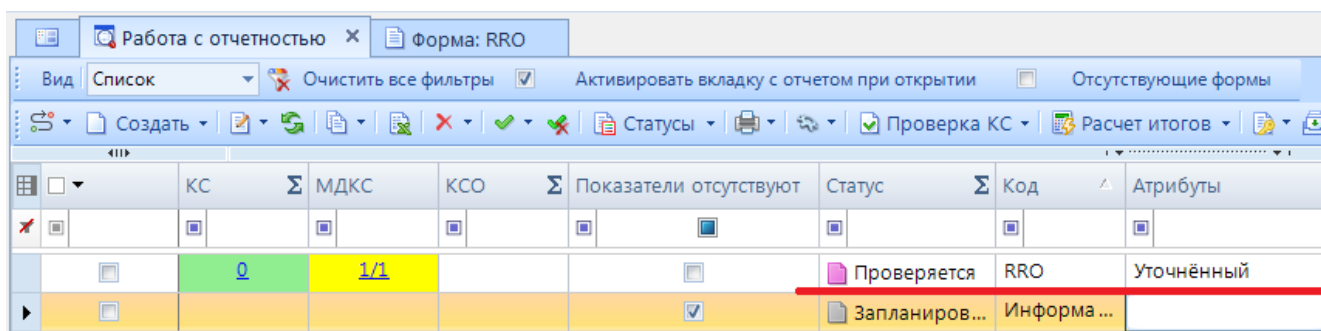 Работа с отчетностью Форма: RRO
Вид Список Очистить все фильтры Активировать вкладку с отчетом при открытии Отсутствующие формы
Создать Статусы Проверка КС Расчет итогов
КС Σ МДКС КСО Σ Показатели отсутствуют Статус Σ Код Атрибуты
0 1/1 Проверяется RRO Уточнённый
Запланиров... Информа...